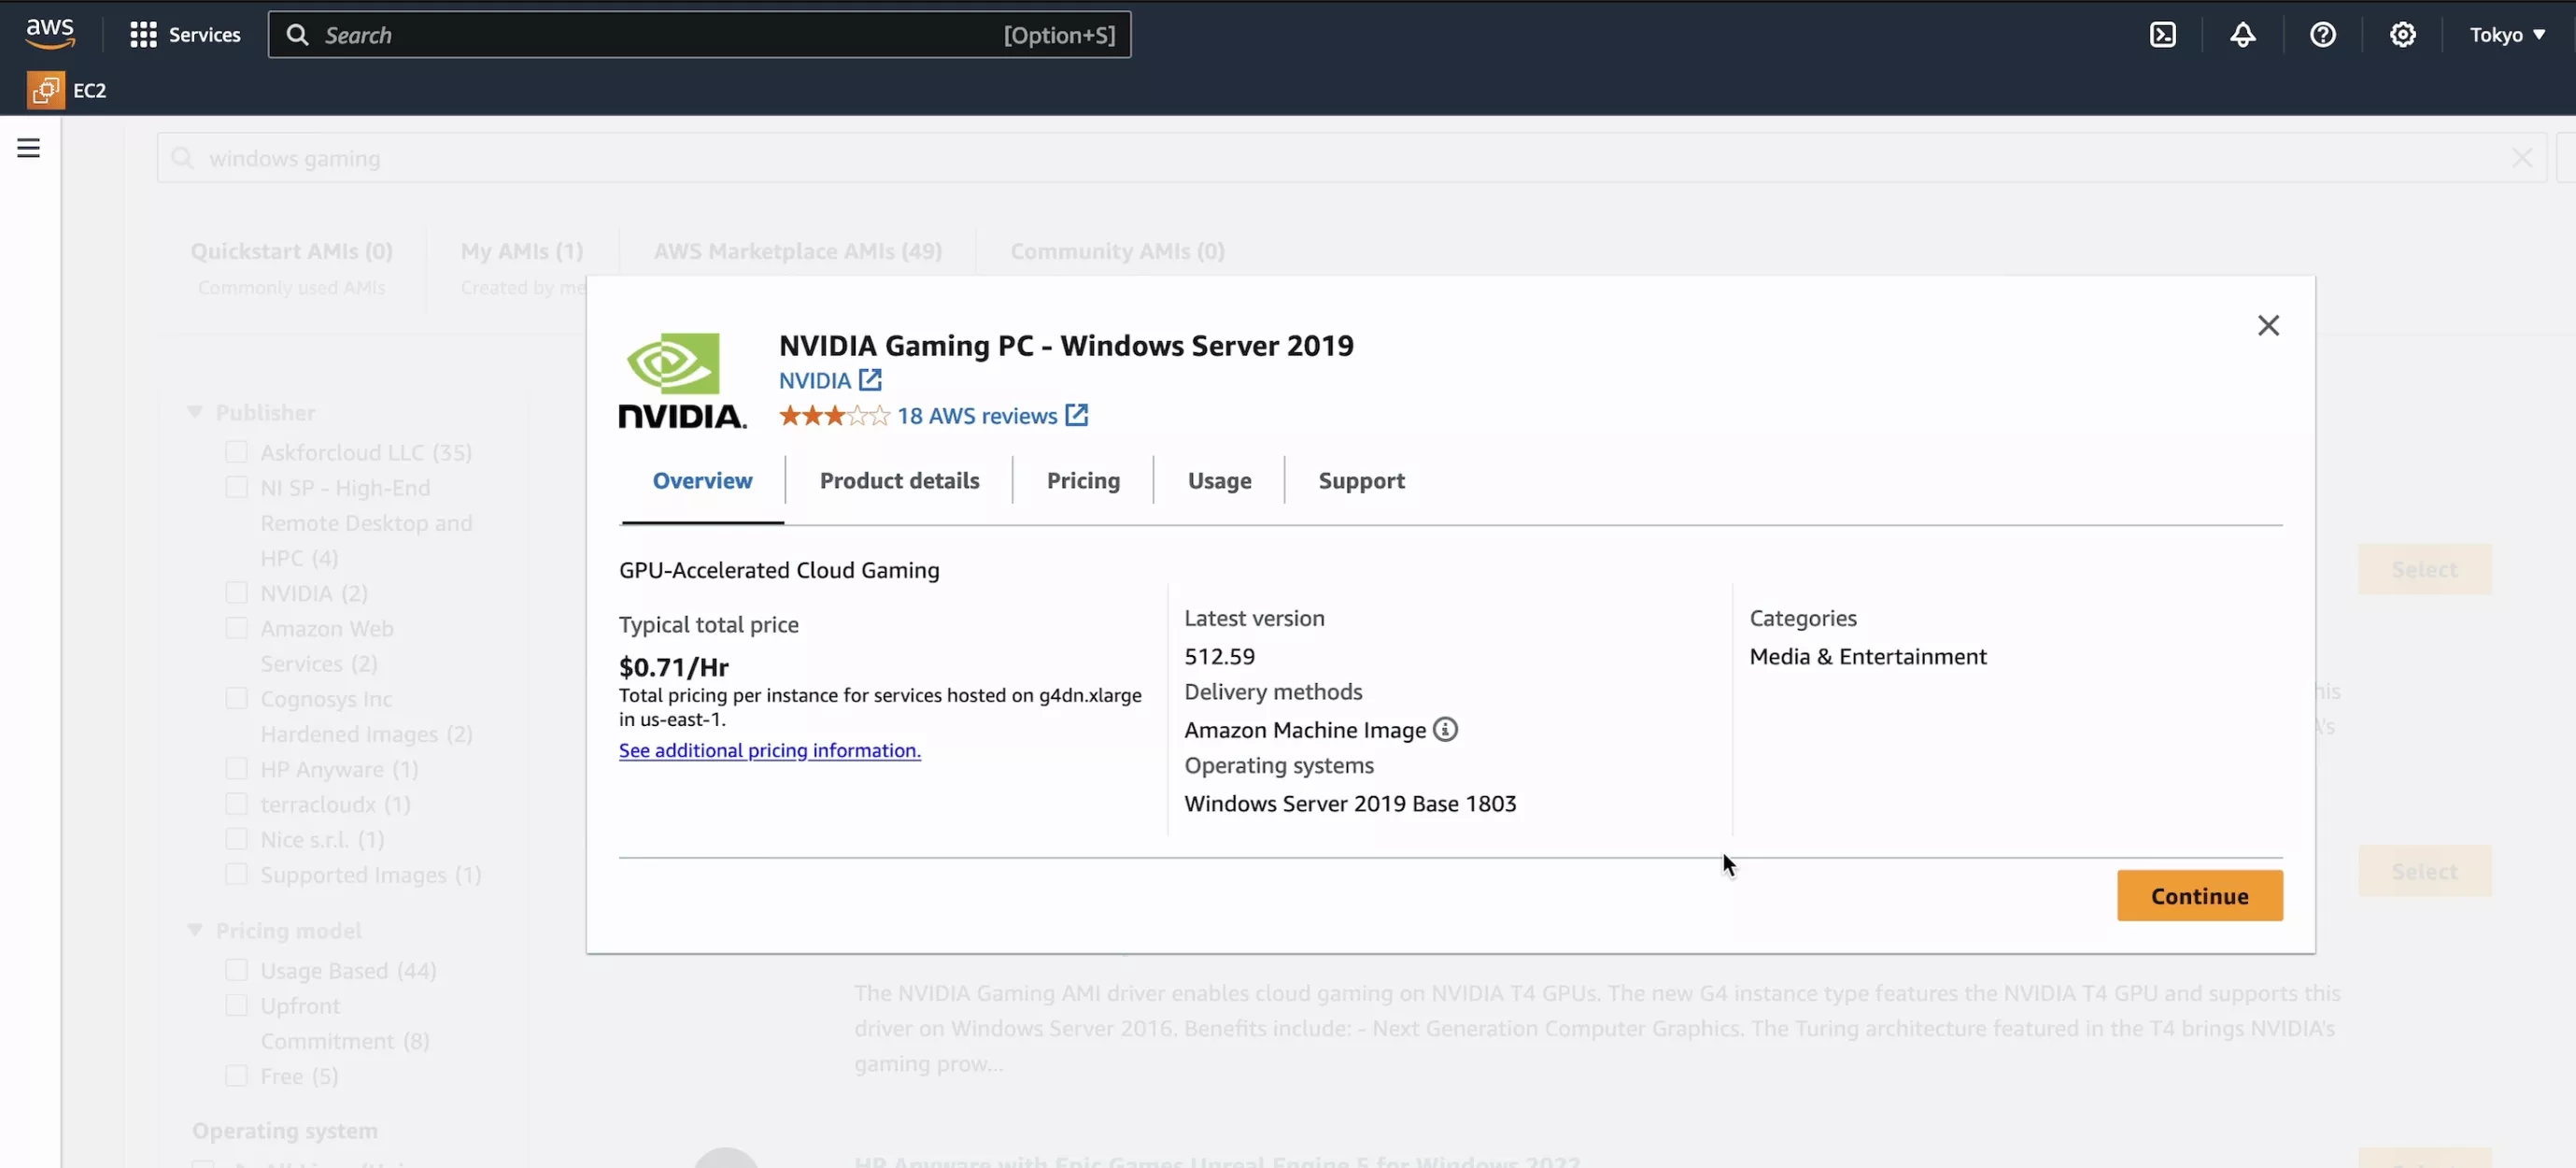 aws
Services
Search
[Option+S]
Tokyo
EC2
windows gaming
Quickstart AMIs (0)
Commonly used AMIs
My AMIs (1)
Created by me
AWS Marketplace AMIs (49)
Community AMIs (0)
Publisher
Askforcloud LLC (35)
NI SP - High-End
Remote Desktop and
HPC (4)
NVIDIA (2)
Amazon Web
Services (2)
Cognosys Inc
Hardened Images (2)
HP Anyware (1)
terracloudx (1)
Nice s.r.l. (1)
Supported Images (1)
Pricing model
Usage Based (44)
Upfront
Commitment (8)
Free (5)
Operating system
NVIDIA.
NVIDIA Gaming PC - Windows Server 2019
NVIDIA
18 AWS reviews
Overview
Product details
Pricing
Usage
Support
GPU-Accelerated Cloud Gaming
Typical total price
$0.71/Hr
Total pricing per instance for services hosted on g4dn.xlarge
in us-east-1.
See additional pricing information.
Latest version
512.59
Delivery methods
Amazon Machine Image
Operating systems
Windows Server 2019 Base 1803
Categories
Media & Entertainment
Continue
Select
Select
The NVIDIA Gaming AMI driver enables cloud gaming on NVIDIA T4 GPUs. The new G4 instance type features the NVIDIA T4 GPU and supports this
driver on Windows Server 2016. Benefits include: - Next Generation Computer Graphics. The Turing architecture featured in the T4 brings NVIDIA's
gaming prow...
HP Anyware with Epic Games Unreal Engine 5 for Windows 2022